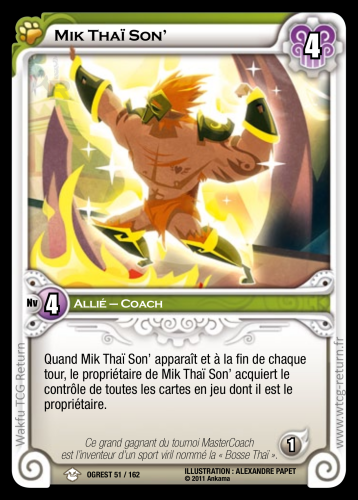 Mik Thaï Son'
4
Nv 4 Allié – Coach
Quand Mik Thaï Son' apparaît et à la fin de chaque
tour, le propriétaire de Mik Thaï Son' acquiert le
contrôle de toutes les cartes en jeu dont il est le
propriétaire.
Ce grand gagnant du tournoi MasterCoach
est l'inventeur d'un sport viril nommé la « Bosse Thaï ».
1
OGREST 51 / 162
ILLUSTRATION : ALEXANDRE PAPET
© 2011 Ankama
Wakfu TCG Return
www.wtcg-return.fr